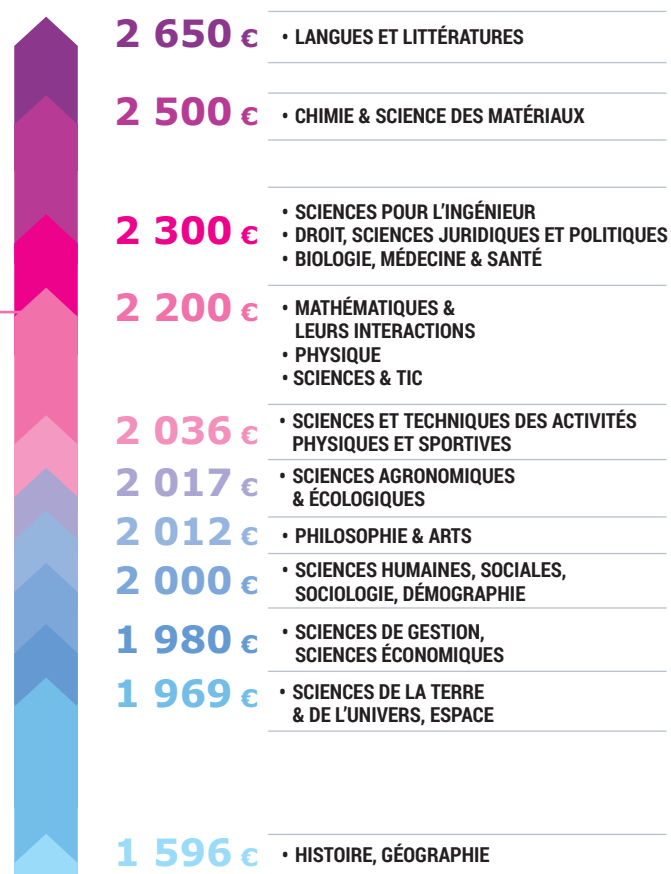 2 650 €
• LANGUES ET LITTÉRATURES
2 500 €
• CHIMIE & SCIENCE DES MATÉRIAUX
2 300 €
• SCIENCES POUR L'INGÉNIEUR
• DROIT, SCIENCES JURIDIQUES ET POLITIQUES
• BIOLOGIE, MÉDECINE & SANTÉ
2 200 €
• MATHÉMATIQUES &
LEURS INTERACTIONS
• PHYSIQUE
• SCIENCES & TIC
2 036 €
• SCIENCES ET TECHNIQUES DES ACTIVITÉS
PHYSIQUES ET SPORTIVES
2 017 €
• SCIENCES AGRONOMIQUES
& ÉCOLOGIQUES
2 012 €
• PHILOSOPHIE & ARTS
2 000 €
• SCIENCES HUMAINES, SOCIALES,
SOCIOLOGIE, DÉMOGRAPHIE
1 980 €
• SCIENCES DE GESTION,
SCIENCES ÉCONOMIQUES
1 969 €
• SCIENCES DE LA TERRE
& DE L'UNIVERS, ESPACE
1 596 €
• HISTOIRE, GÉOGRAPHIE